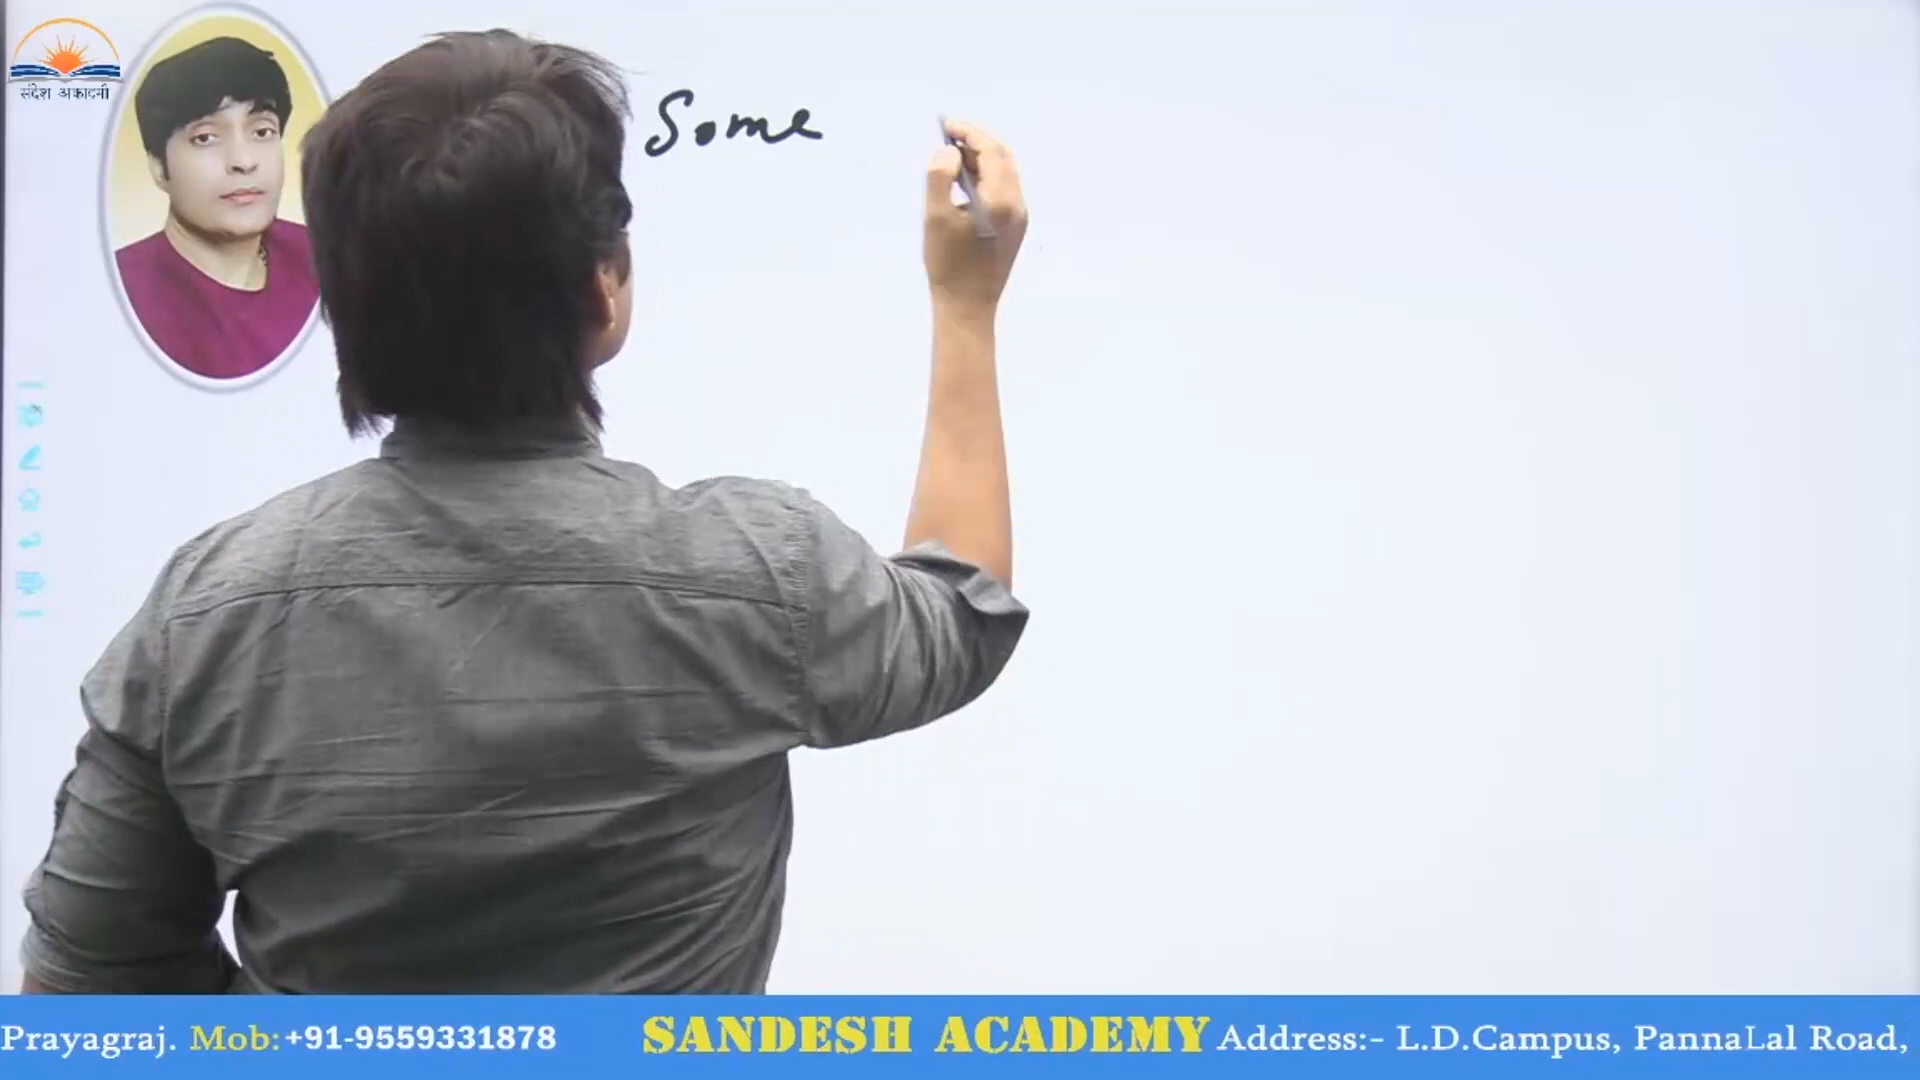 संदेश अकादमी
Some
Prayagraj. Mob:+91-9559331878 SANDESH ACADEMY Address:- L.D.Campus, PannaLal Road,